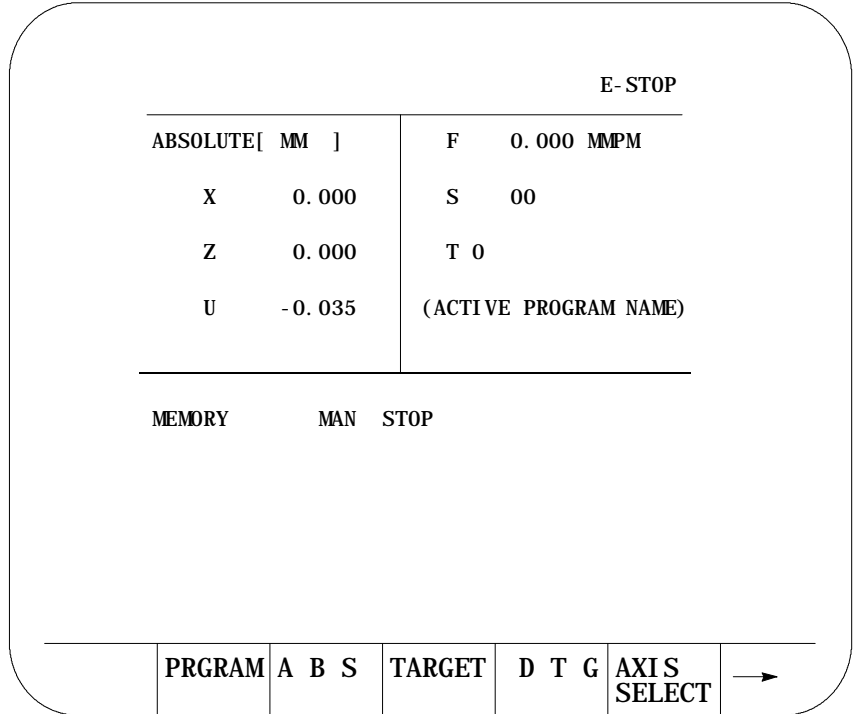 E-STOP
ABSOLUTE[ MM ] F 0.000 MMPM
X 0.000 S 00
Z 0.000 T 0
U -0.035 (ACTIVE PROGRAM NAME)
MEMORY MAN STOP
PRGRAM A B S TARGET D T G AXIS
SELECT